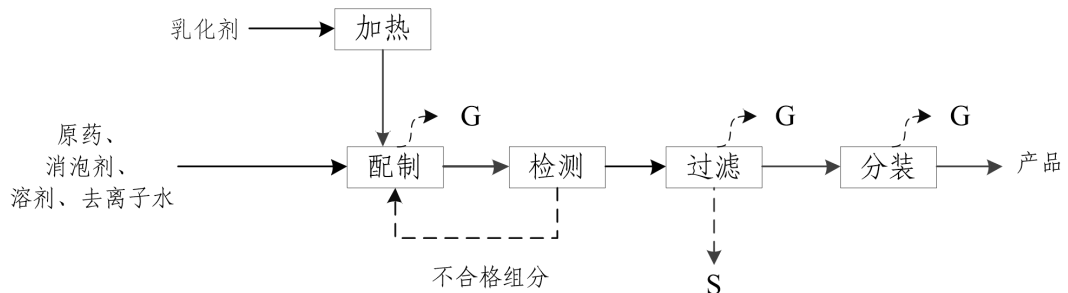 乳化剂
加热
G
G
G
原药、
消泡剂、
溶剂、去离子水
配制
检测
过滤
分装
产品
不合格组分
S